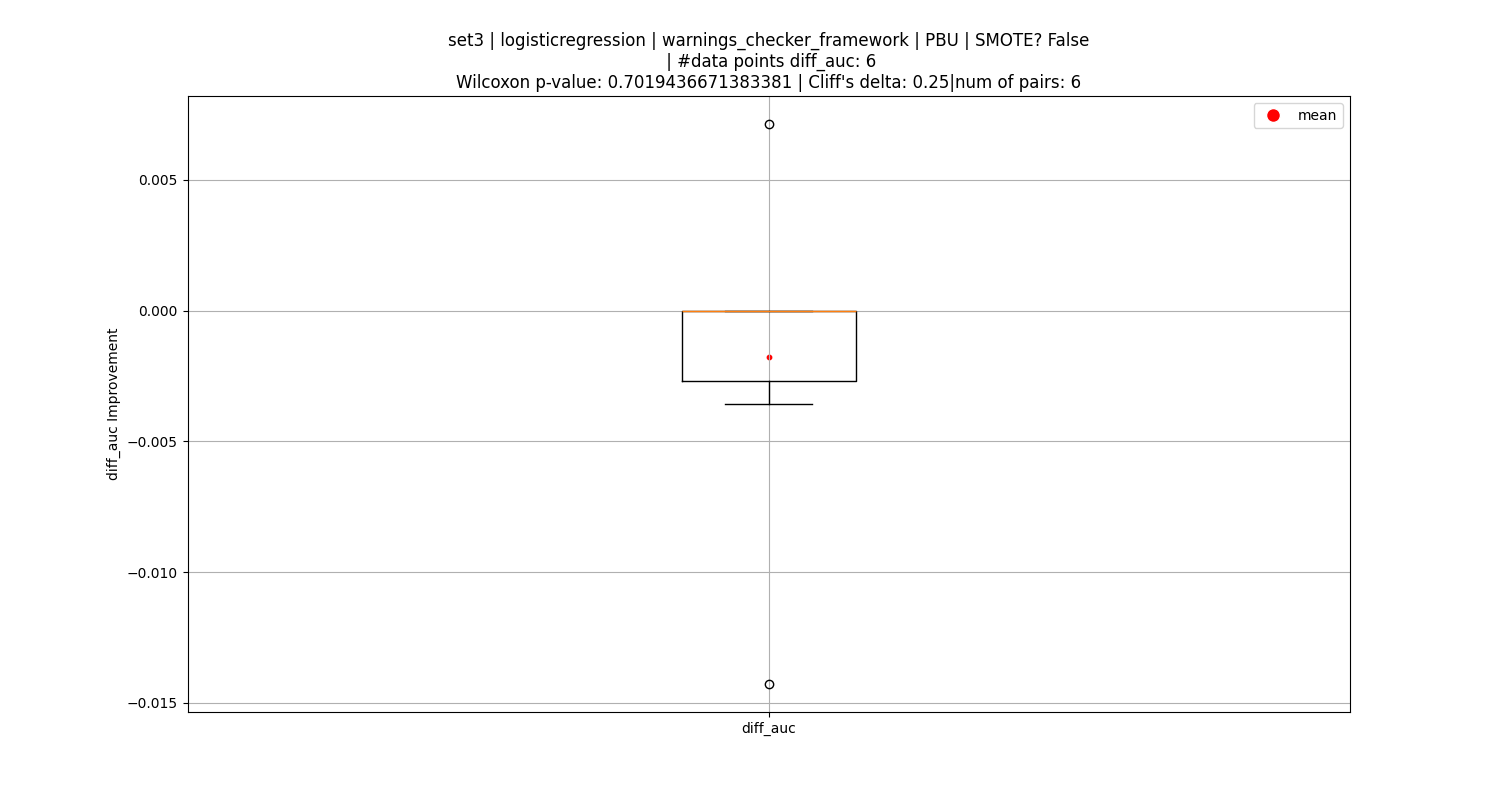 set3 | logisticregression | warnings_checker_framework | PBU | SMOTE? False
| #data points diff_auc: 6
Wilcoxon p-value: 0.7019436671383381 | Cliff's delta: 0.25|num of pairs: 6
mean
0.005
0.000
−0.005
−0.010
−0.015
diff_auc Improvement
diff_auc